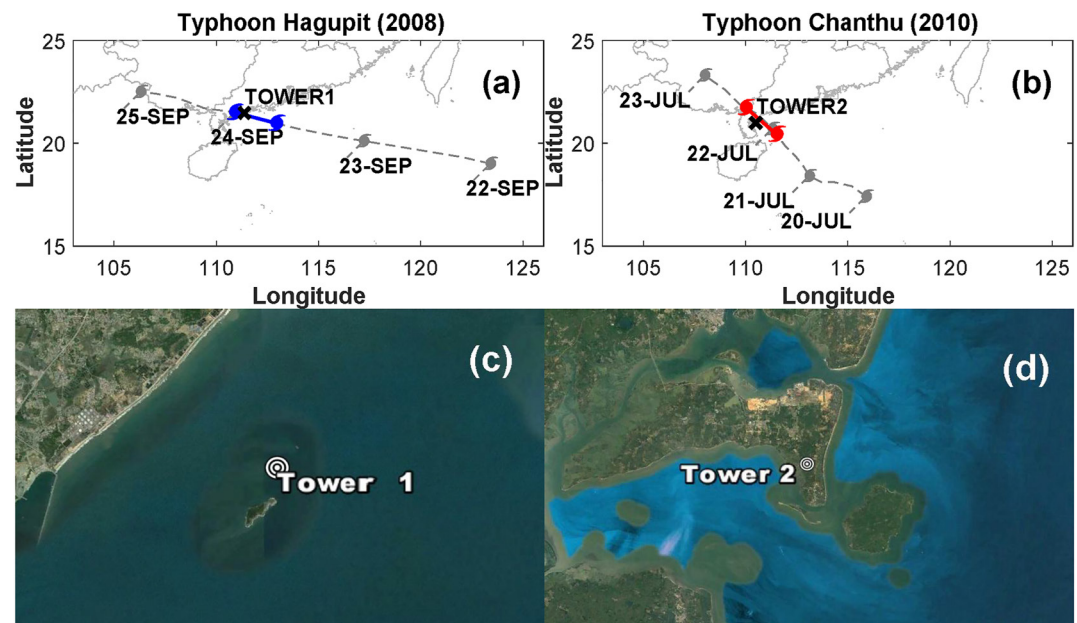 Typhoon Hagupit (2008)
25
20
15
Latitude
(a)
TOWER1
25-SEP
24-SEP
23-SEP
22-SEP
105
110
115
120
125
Longitude
Typhoon Chanthu (2010)
25
20
15
Latitude
(b)
TOWER2
23-JUL
22-JUL
21-JUL
20-JUL
105
110
115
120
125
Longitude
(c)
Tower 1
(d)
Tower 2